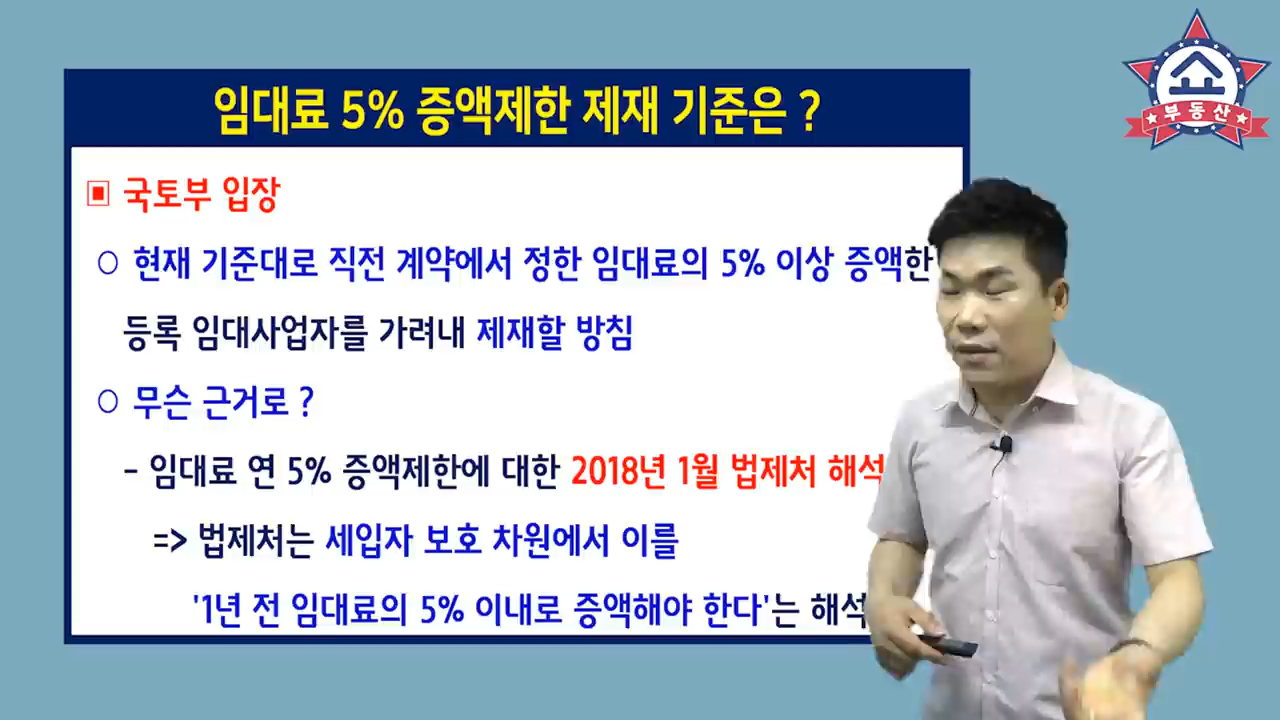 임대료 5% 증액제한 제재 기준은 ?
▣ 국토부 입장
○ 현재 기준대로 직전 계약에서 정한 임대료의 5% 이상 증액한
등록 임대사업자를 가려내 제재할 방침
○ 무슨 근거로 ?
- 임대료 연 5% 증액제한에 대한 2018년 1월 법제처 해석
=> 법제처는 세입자 보호 차원에서 이를
'1년 전 임대료의 5% 이내로 증액해야 한다'는 해석
부동산